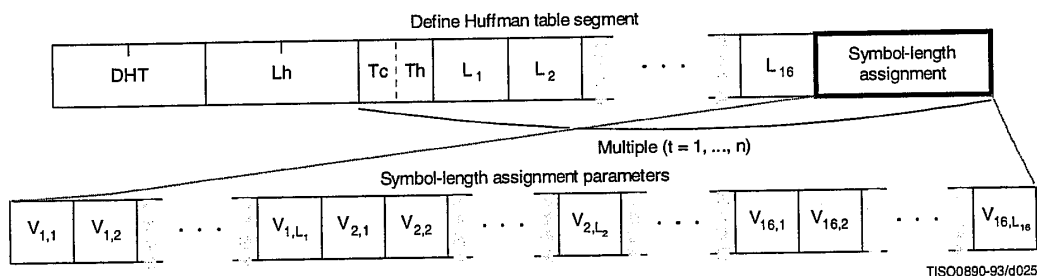 Define Huffman table segment
DHT Lh Tc Th L1 L2 . . . L16 Symbol-length assignment
Multiple (t = 1, ..., n)
Symbol-length assignment parameters
V1,1 V1,2 . . . V1,L1 V2,1 V2,2 . . . V2,L2 . . . V16,1 V16,2 . . . V16,L16
TISO0890-93/d025